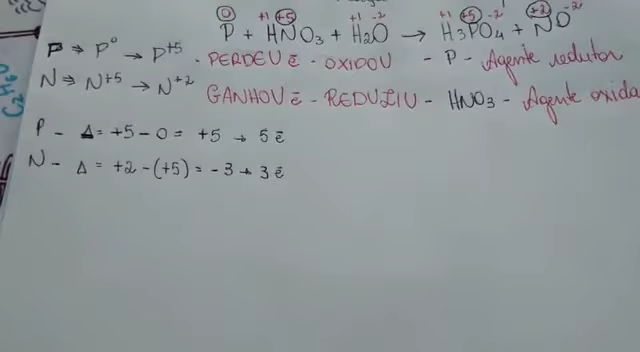 0 +1 +5 +1 -2 +1 +5 -2 +2 -2
P + HNO3 + H2O → H3PO4 + NO
P ⇒ P⁰ → P⁺⁵ - PERDEU ē - OXIDOU - P - Agente redutor
N ⇒ N⁺⁵ → N⁺² GANHOU ē - REDUZIU - HNO3 - Agente oxida
P - Δ = +5 - 0 = +5 → 5 ē
N - Δ = +2 - (+5) = -3 → 3 ē